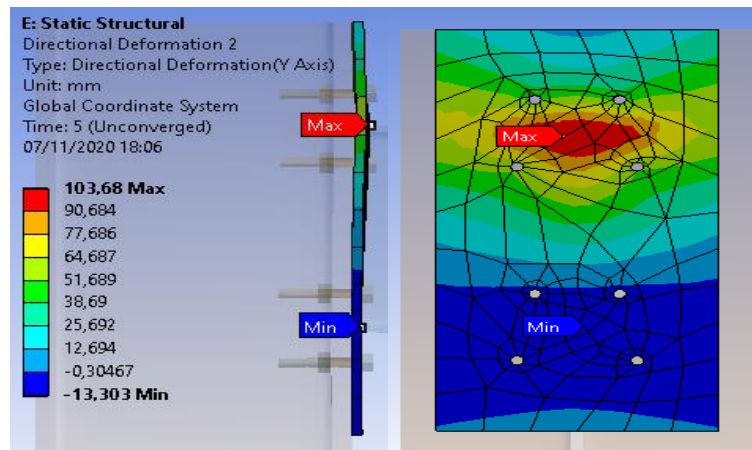 E: Static Structural
Directional Deformation 2
Type: Directional Deformation(Y Axis)
Unit: mm
Global Coordinate System
Time: 5 (Unconverged)
07/11/2020 18:06
103,68 Max
90,684
77,686
64,687
51,689
38,69
25,692
12,694
-0,30467
-13,303 Min
Max
Min
Max
Min